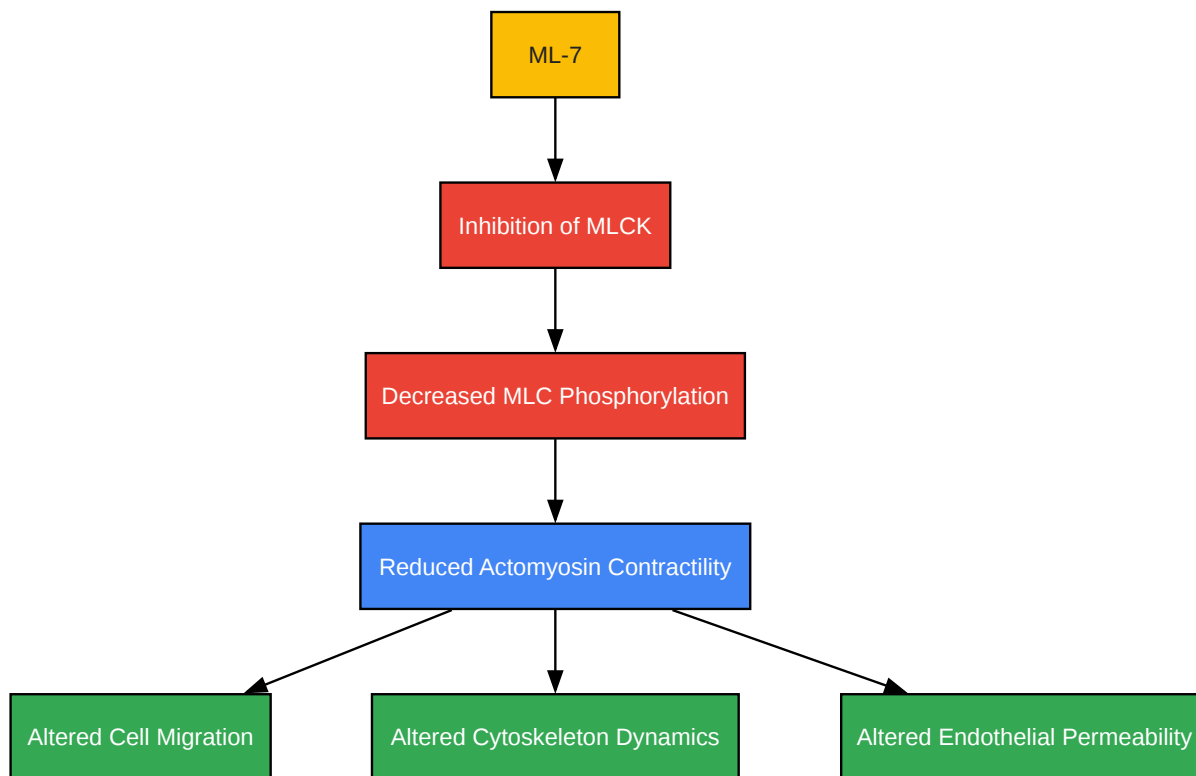 ML-7
Inhibition of MLCK
Decreased MLC Phosphorylation
Reduced Actomyosin Contractility
Altered Cell Migration
Altered Cytoskeleton Dynamics
Altered Endothelial Permeability